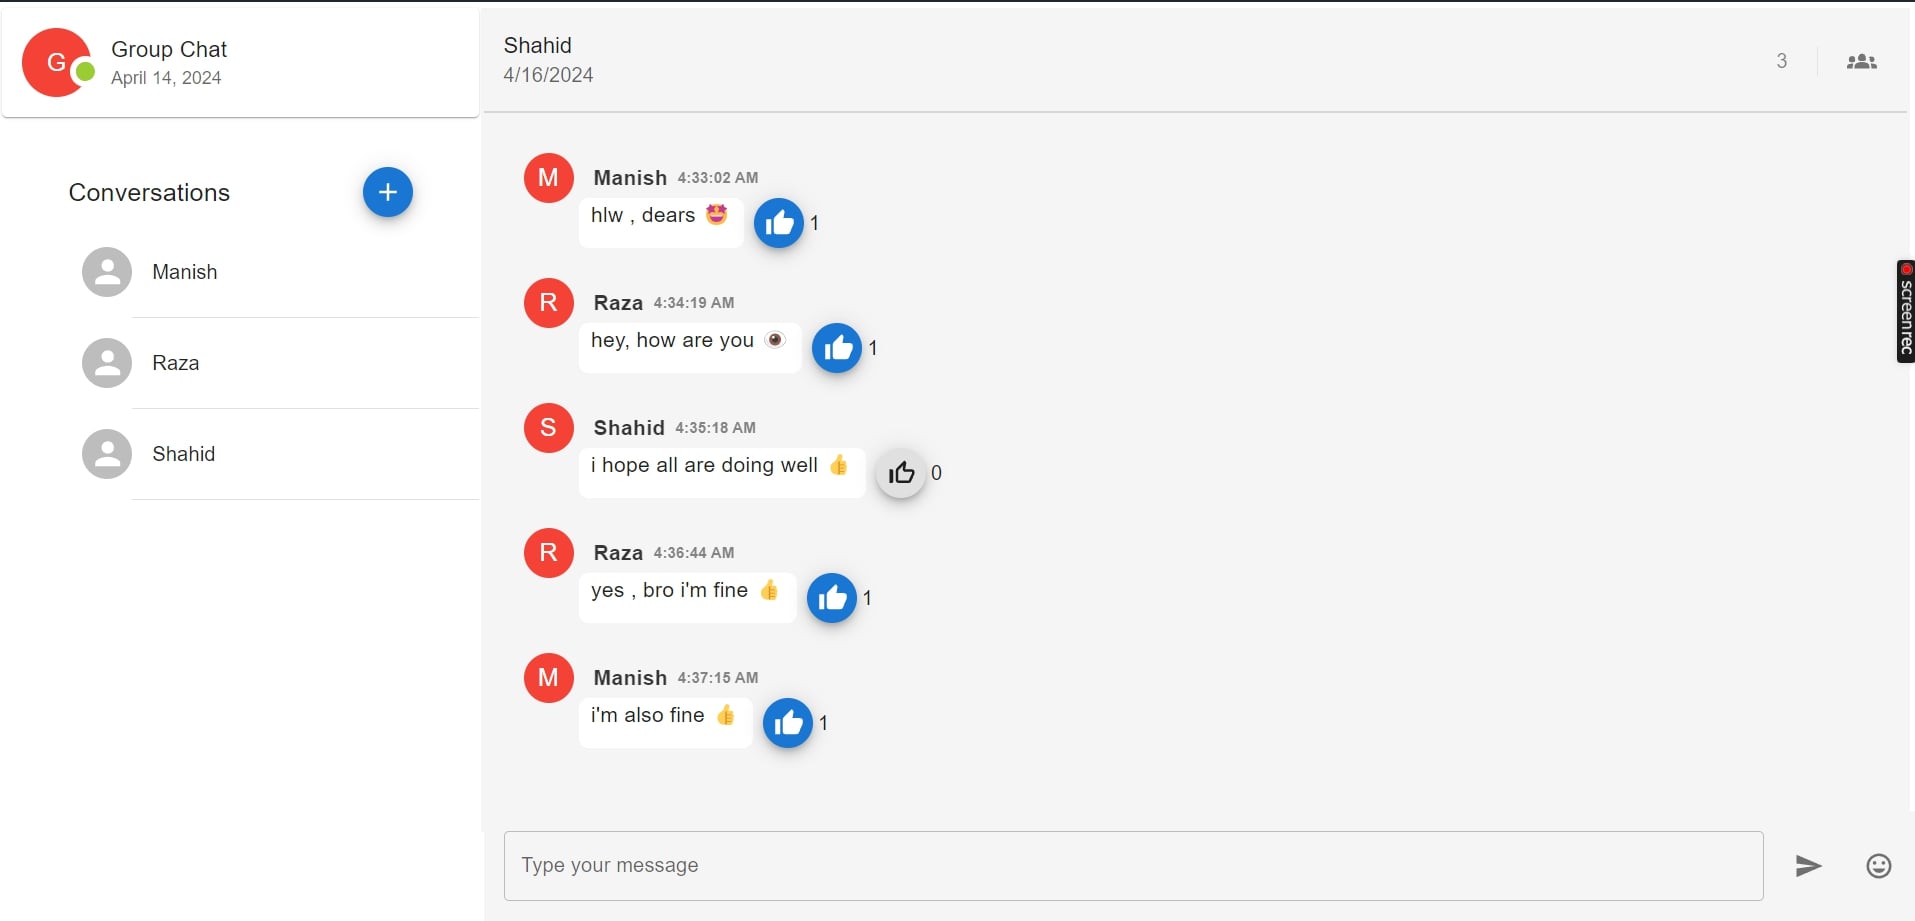 G
Group Chat
April 14, 2024
Conversations
Manish
Raza
Shahid
Shahid
4/16/2024
3
M
Manish 4:33:02 AM
hlw , dears 🤩
1
R
Raza 4:34:19 AM
hey, how are you 👁️
1
S
Shahid 4:35:18 AM
i hope all are doing well 👍
0
R
Raza 4:36:44 AM
yes , bro i'm fine 👍
1
M
Manish 4:37:15 AM
i'm also fine 👍
1
Type your message
screenrec